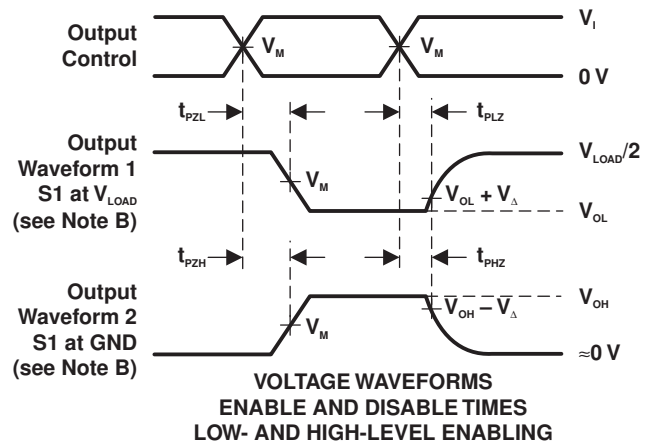 Output
Control
V_M
V_M
V_I
0 V
t_PZL
t_PLZ
Output
Waveform 1
S1 at V_LOAD
(see Note B)
V_M
V_OL + V_Δ
V_LOAD/2
V_OL
t_PZH
t_PHZ
Output
Waveform 2
S1 at GND
(see Note B)
V_M
V_OH – V_Δ
V_OH
≈0 V
VOLTAGE WAVEFORMS
ENABLE AND DISABLE TIMES
LOW- AND HIGH-LEVEL ENABLING